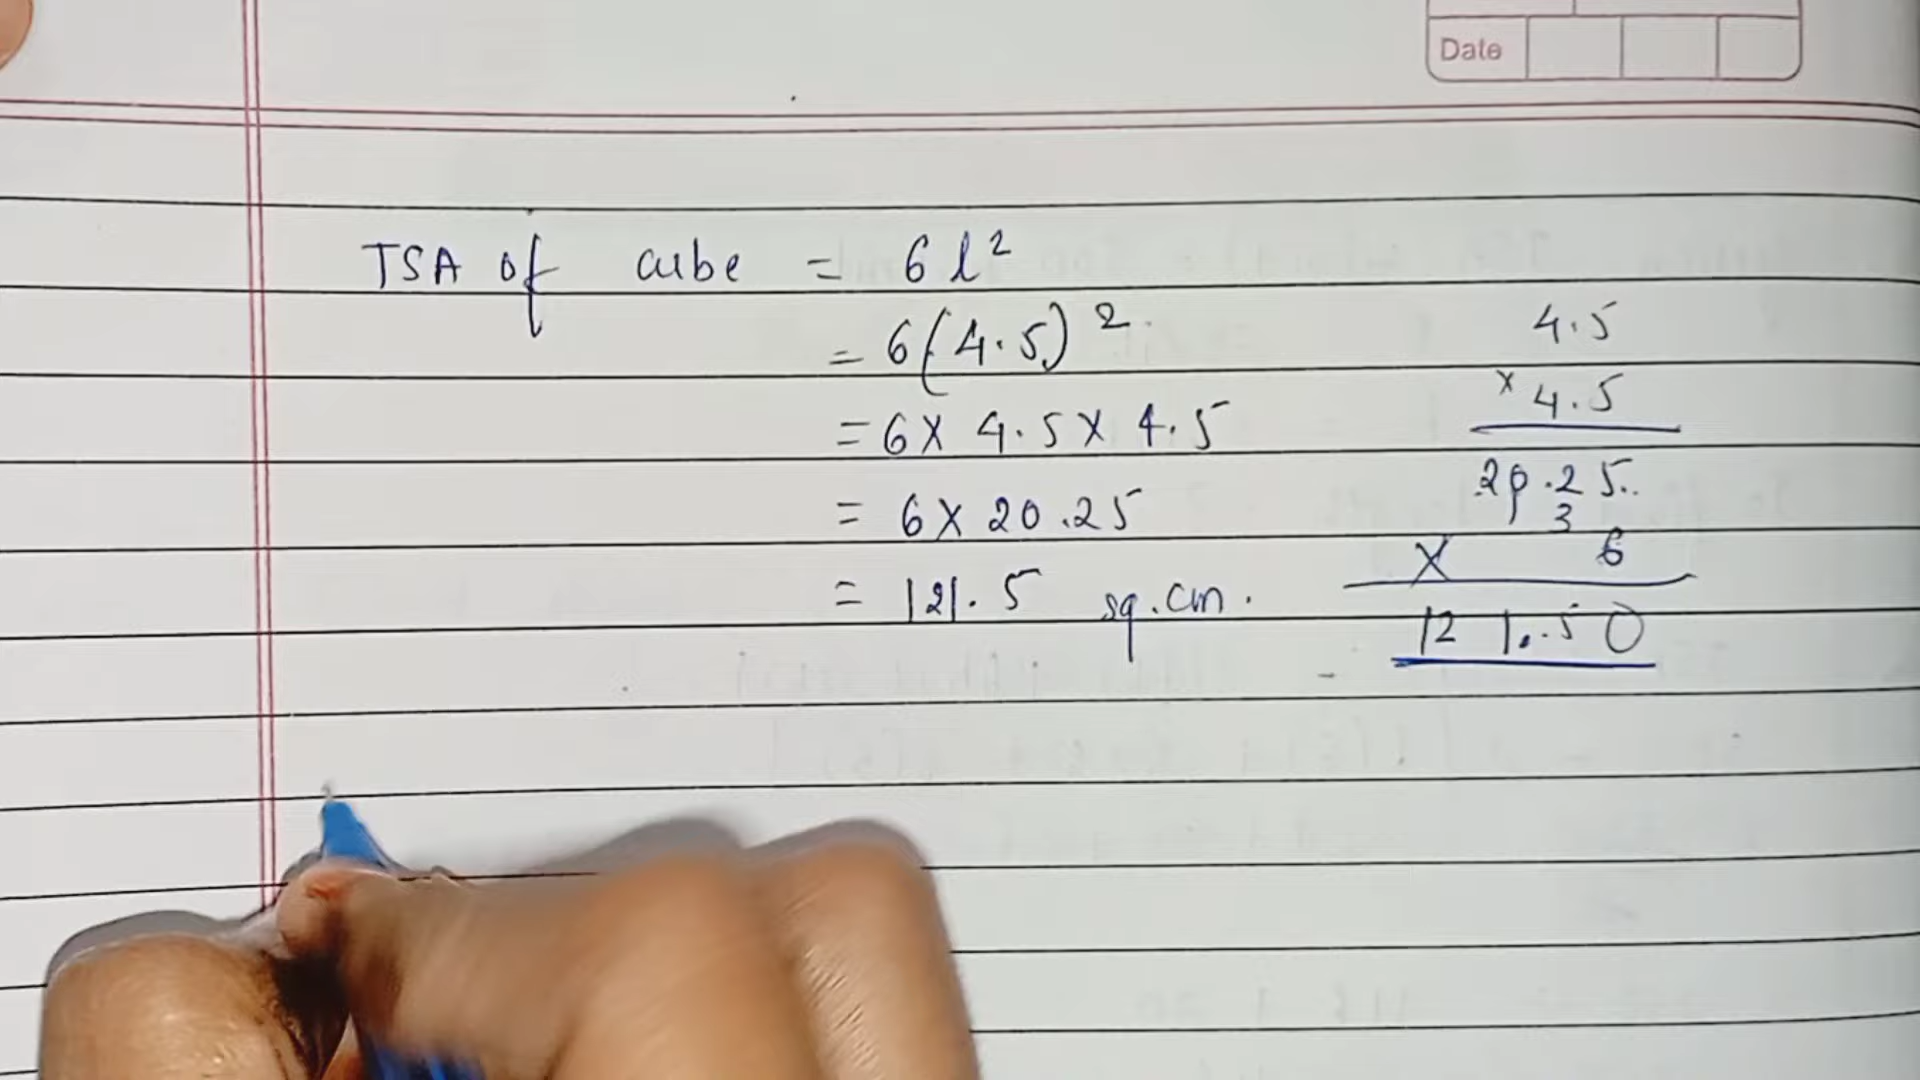 Date
TSA of cube = 6l²
= 6(4.5)²
= 6 X 4.5 X 4.5
= 6 X 20.25
= 121.5 sq.cm.
4.5
x 4.5
20.25
3
X 6
121.50